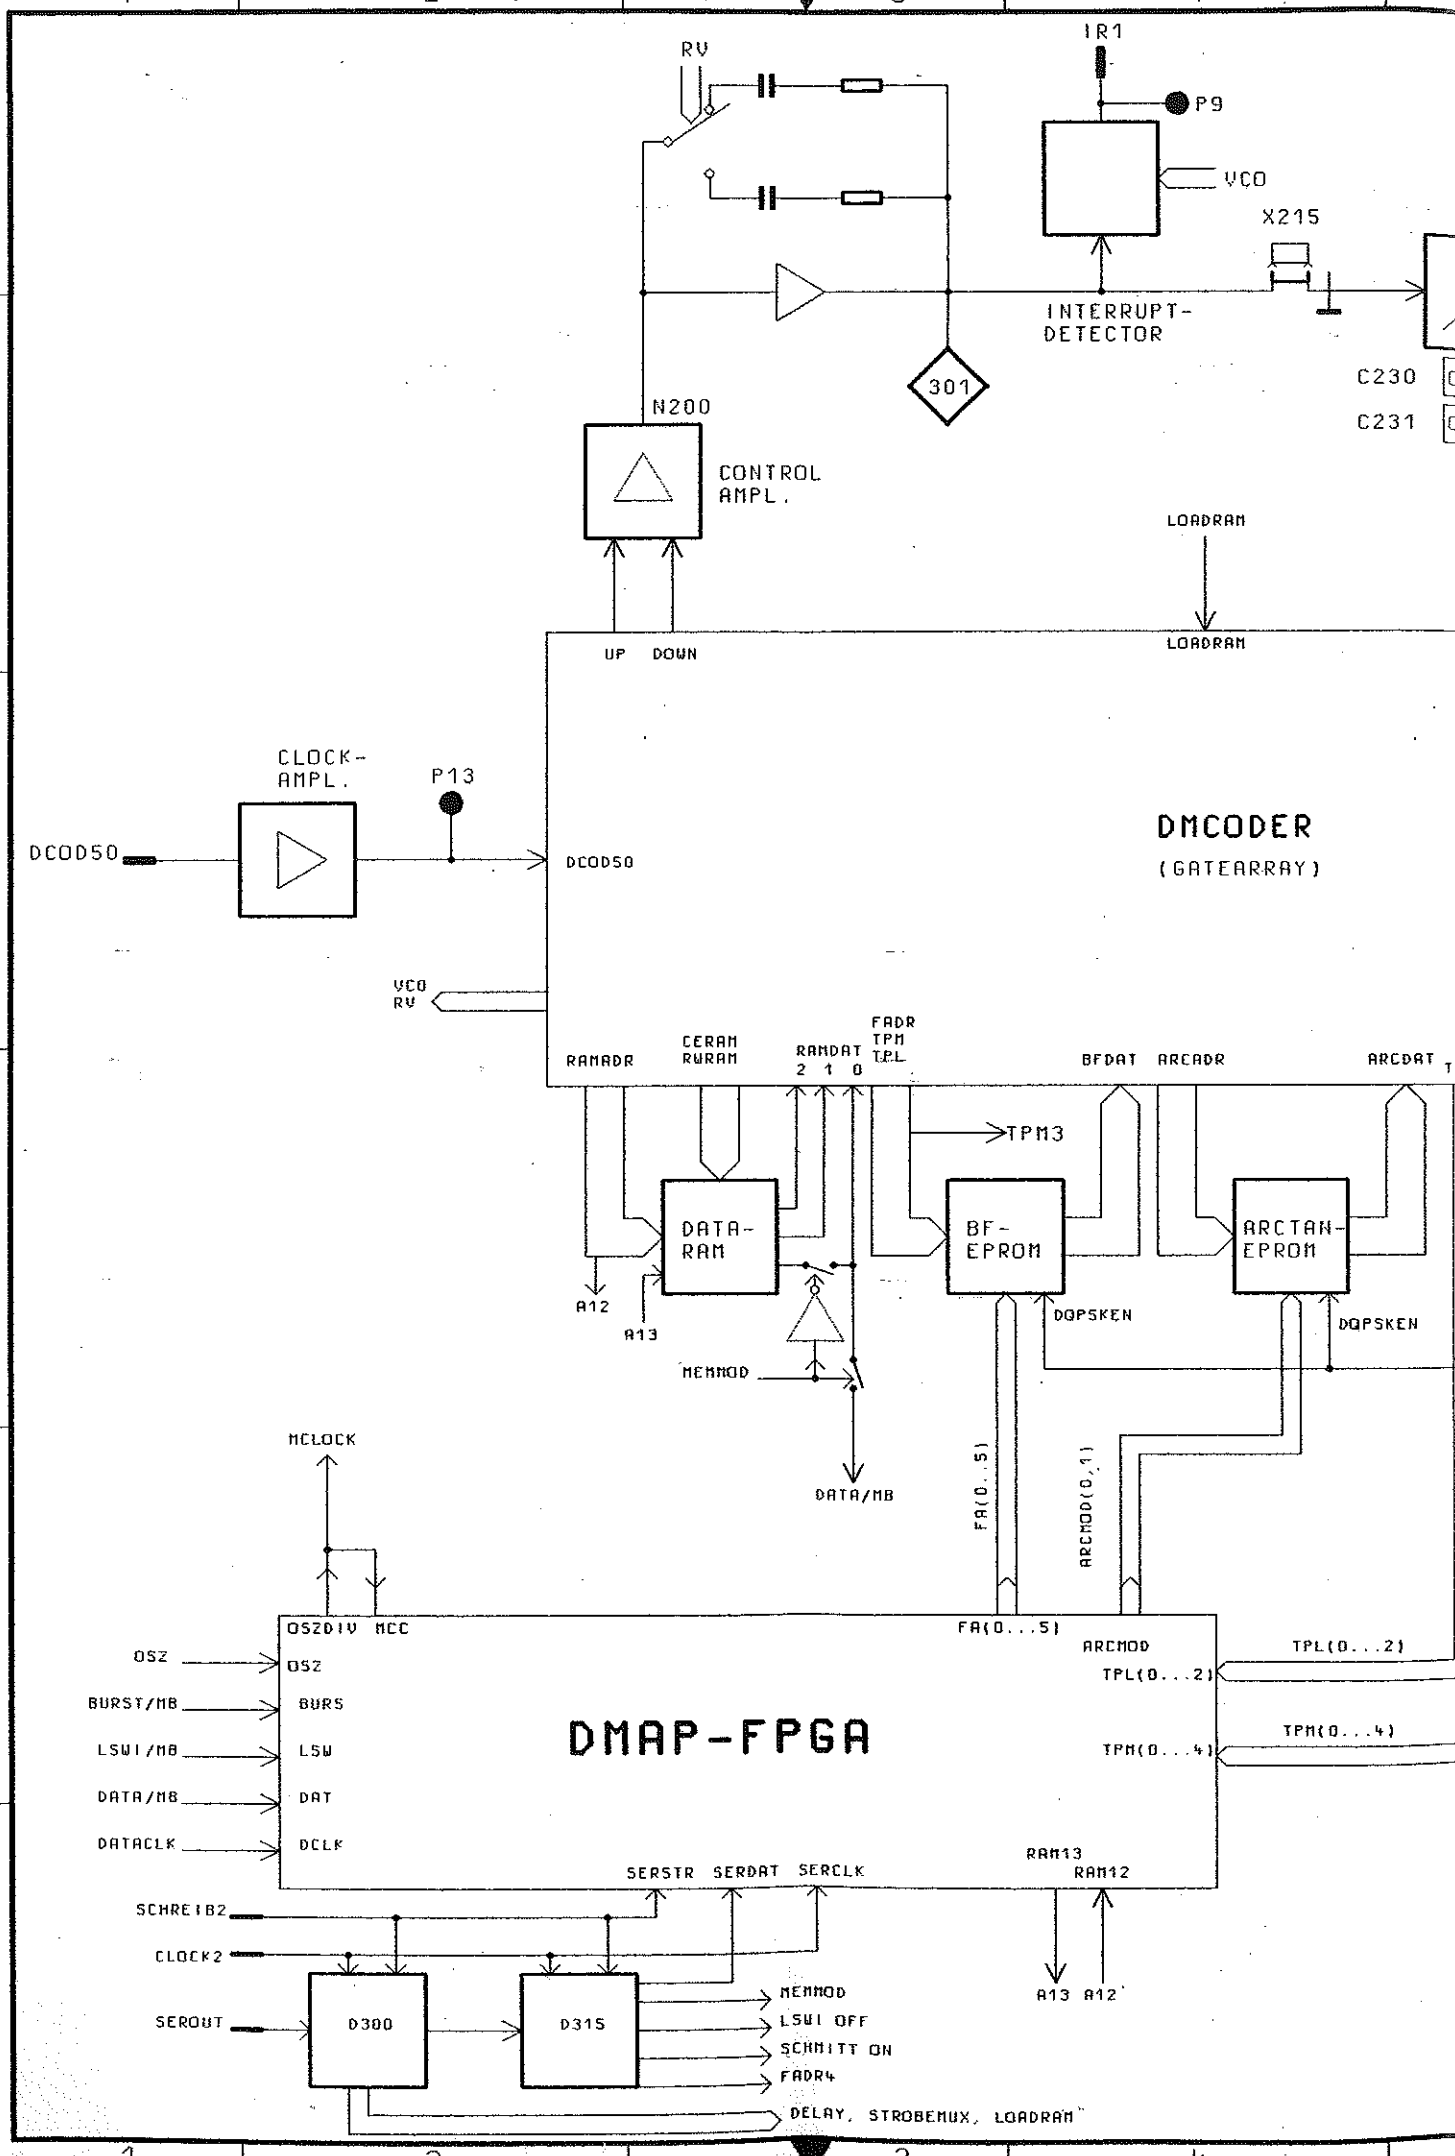 RV
IR1
P9
VCO
X215
INTERRUPT-
DETECTOR
301
C230
C231
N200
CONTROL
AMPL.
LOADRAM
UP DOWN
LOADRAM
CLOCK-
AMPL.
P13
DCOD50
DCOD50
DMCODER
(GATEARRAY)
VCO
RV
RAMADR
CERAM
RWRAM
RAMDAT
2 1 0
FADR
TPM
TPL
BFDAT
ARCADR
ARCDAT
T
TPM3
DATA-
RAM
BF-
EPROM
ARCTAN-
EPROM
A12
A13
DQPSKEN
DQPSKEN
MEMMOD
DATA/MB
MCLOCK
FA(0...5)
ARCMOD(0,1)
OSZDIV MCC
FA(0...5)
ARCMOD
OSZ
OSZ
TPL(0...2)
TPL(0...2)
BURST/MB
BURS
LSWI/MB
LSW
DMAP-FPGA
TPM(0...4)
TPM(0...4)
DATA/MB
DAT
DATACLK
DCLK
SERSTR SERDAT SERCLK
RAM13
RAM12
SCHREIB2
CLOCK2
SEROUT
D300
D315
MEMMOD
LSWI OFF
SCHMITT ON
FADR4
A13 A12
DELAY, STROBEMUX, LOADRAM